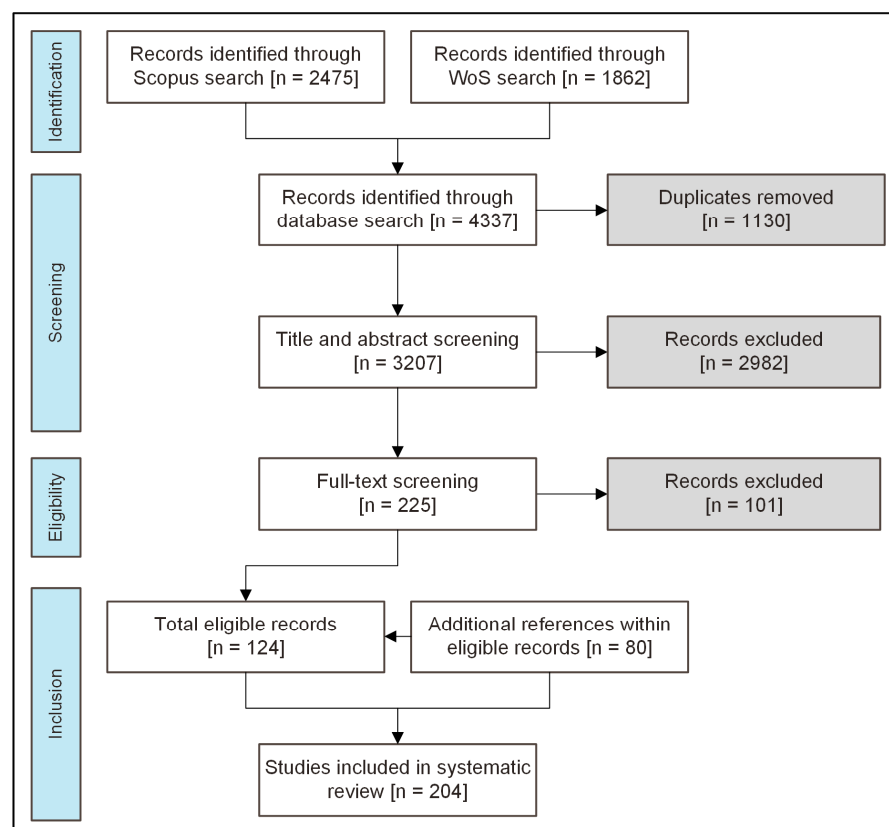 Identification
Records identified through
Scopus search [n = 2475]
Records identified through
WoS search [n = 1862]
Screening
Records identified through
database search [n = 4337]
Duplicates removed
[n = 1130]
Title and abstract screening
[n = 3207]
Records excluded
[n = 2982]
Eligibility
Full-text screening
[n = 225]
Records excluded
[n = 101]
Inclusion
Total eligible records
[n = 124]
Additional references within
eligible records [n = 80]
Studies included in systematic
review [n = 204]